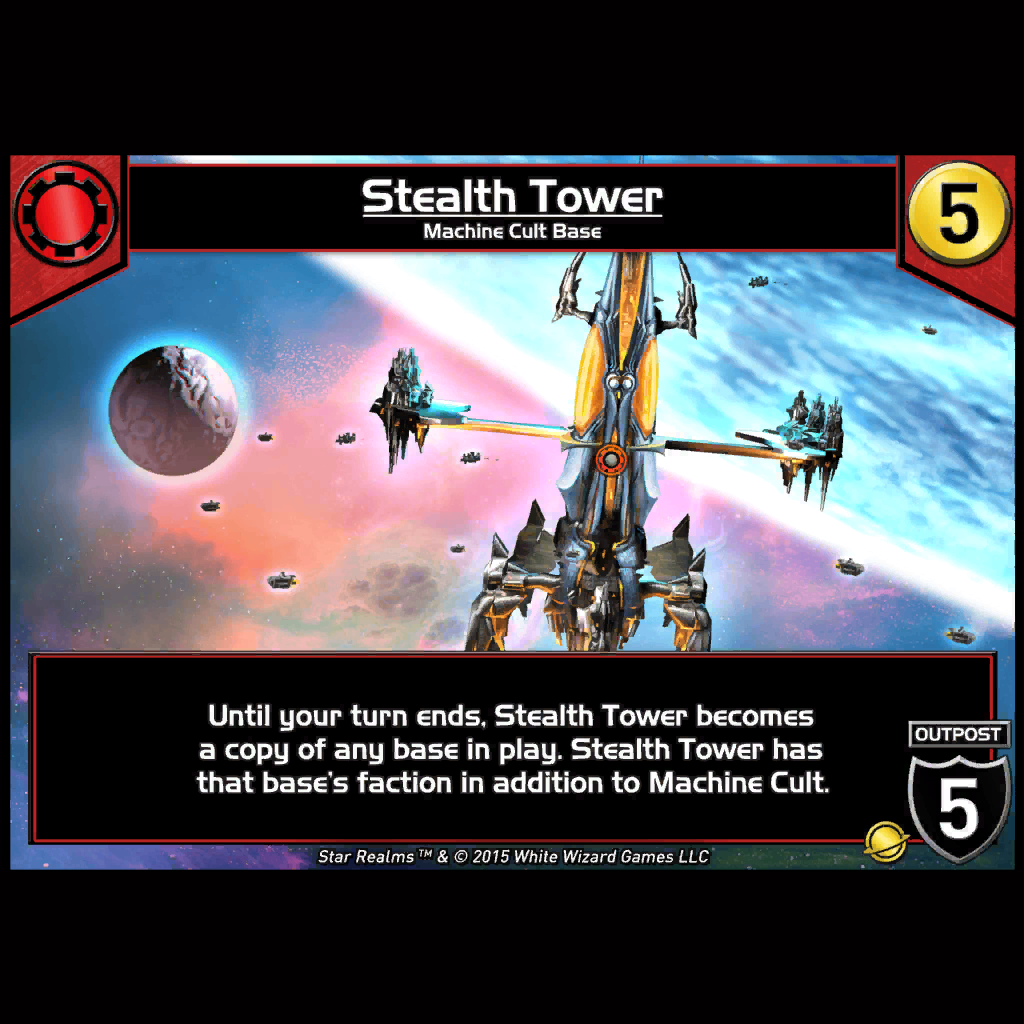 Stealth Tower
5
Machine Cult Base
Until your turn ends, Stealth Tower becomes
a copy of any base in play. Stealth Tower has
that base's faction in addition to Machine Cult.
OUTPOST
5
Star Realms™ & © 2015 White Wizard Games LLC